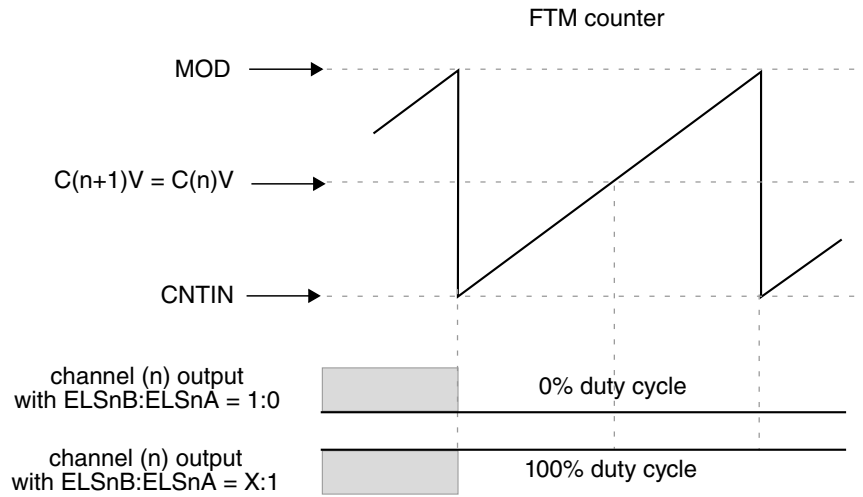 FTM counter
MOD
C(n+1)V = C(n)V
CNTIN
channel (n) output
with ELSnB:ELSnA = 1:0
0% duty cycle
channel (n) output
with ELSnB:ELSnA = X:1
100% duty cycle